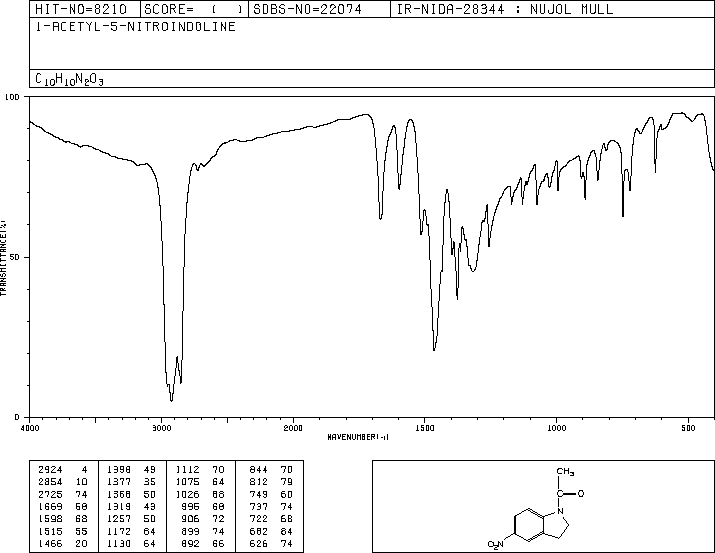 HIT-NO=8210 SCORE= ( ) SDBS-NO=22074 IR-NIDA-28344 : NUJOL MULL
1-ACETYL-5-NITROINDOLINE
C10H10N2O3
100
50
0
TRANSMITTANCE(%)
4000 3000 2000 1500 1000 500
WAVENUMBER(-1)
2924 4 1398 49 1112 70 844 70
2854 10 1377 35 1075 64 812 79
2725 74 1368 50 1026 68 749 60
1669 60 1319 43 995 68 737 74
1598 68 1257 50 906 72 722 68
1515 55 1172 64 899 74 682 84
1466 20 1130 64 892 66 626 74
CH3
C O
N
O2N